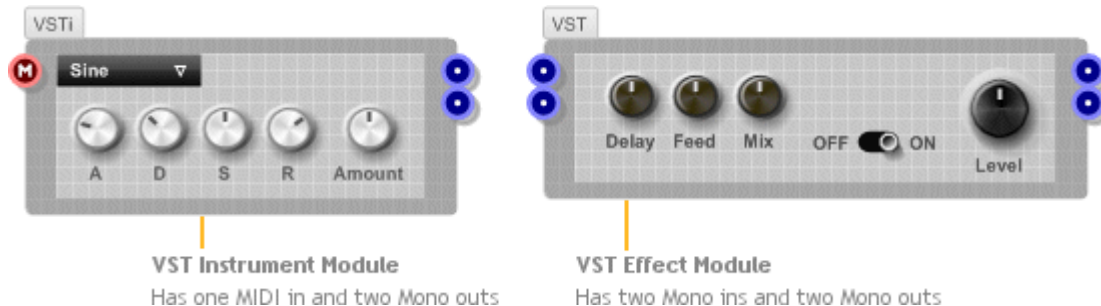 VSTi
M
Sine
A D S R Amount
VST Instrument Module
Has one MIDI in and two Mono outs
VST
Delay Feed Mix
OFF ON
Level
VST Effect Module
Has two Mono ins and two Mono outs